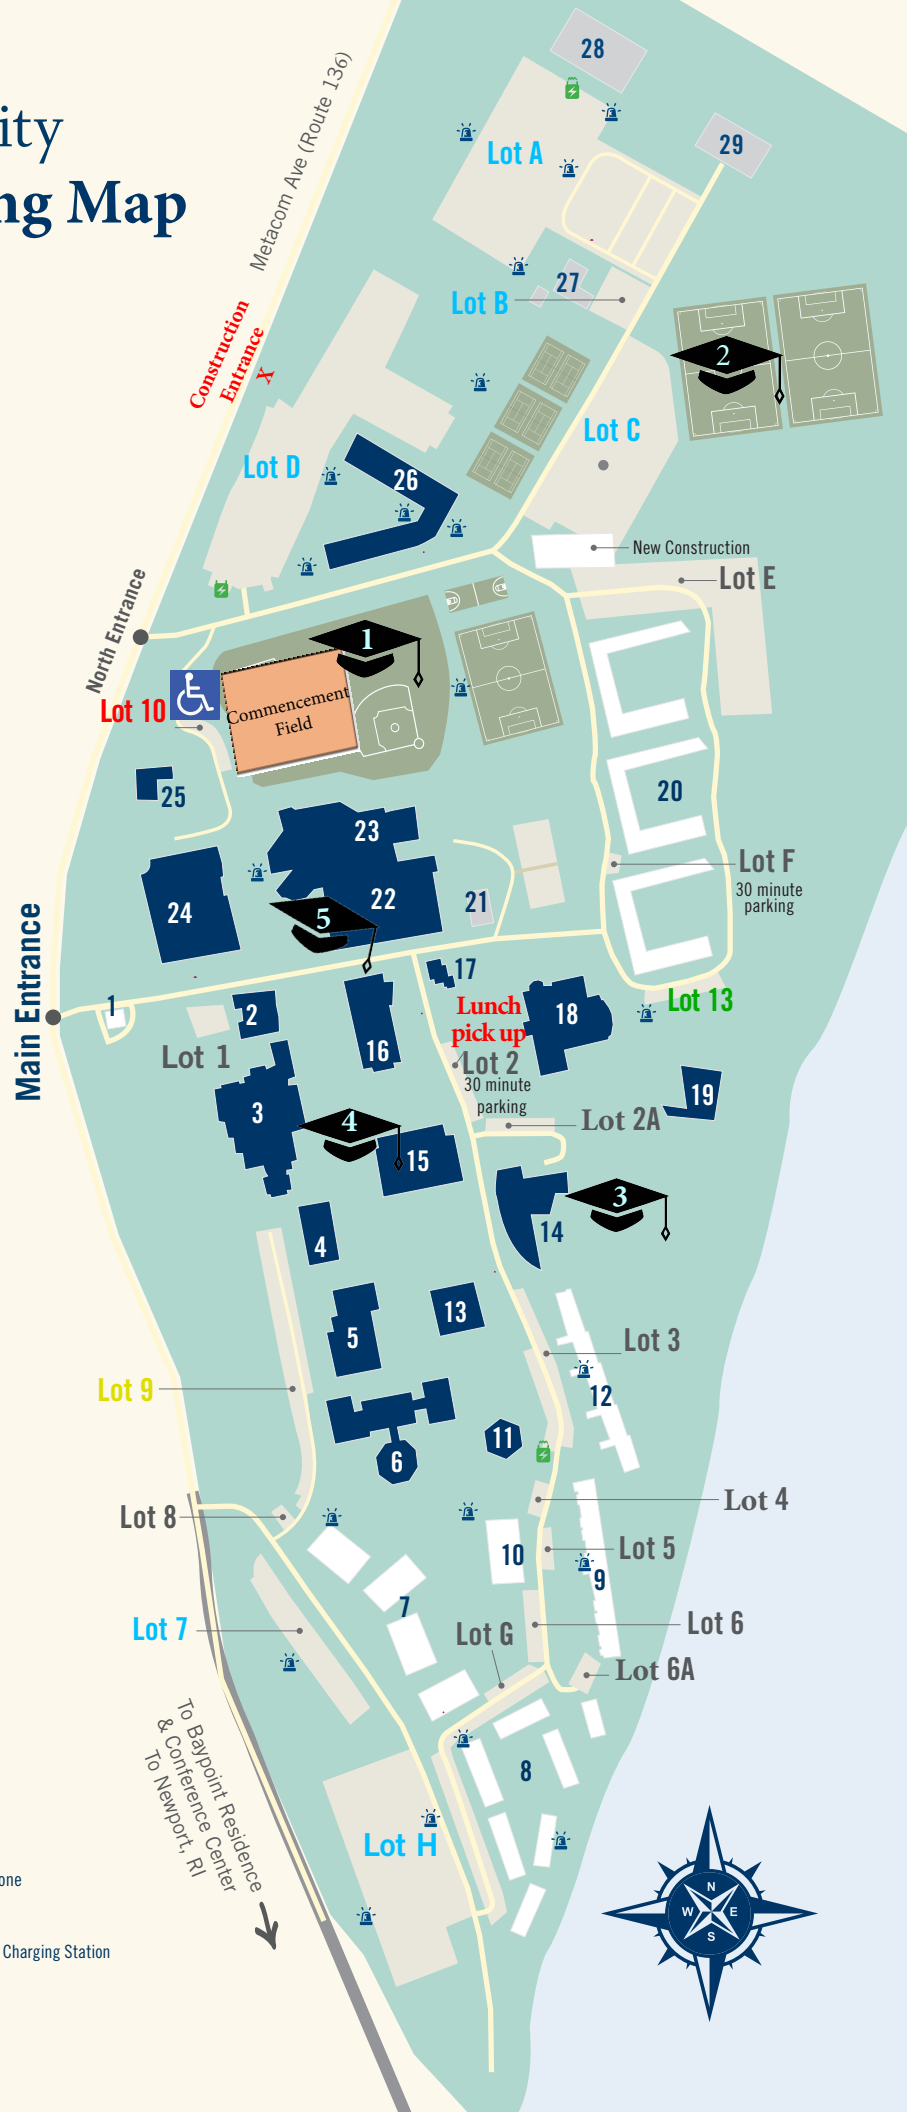 ity
ng Map
Metacom Ave (Route 136)
28
29
Lot A
27
Lot B
Construction
Entrance
X
2
Lot C
Lot D
26
New Construction
Lot E
North Entrance
1
Commencement
Field
Lot 10
25
20
23
22
24
5
21
Lot F
30 minute
parking
Main Entrance
17
1
2
16
Lunch
pick up
18
Lot 13
Lot 1
Lot 2
30 minute
parking
19
3
4
15
Lot 2A
14
3
4
5
13
Lot 3
12
Lot 9
6
11
Lot 8
Lot 4
10
Lot 5
9
7
Lot 7
Lot G
Lot 6
Lot 6A
8
To Baypoint Residence
& Conference Center
To Newport, RI
Lot H
one
Charging Station
N
W E
S